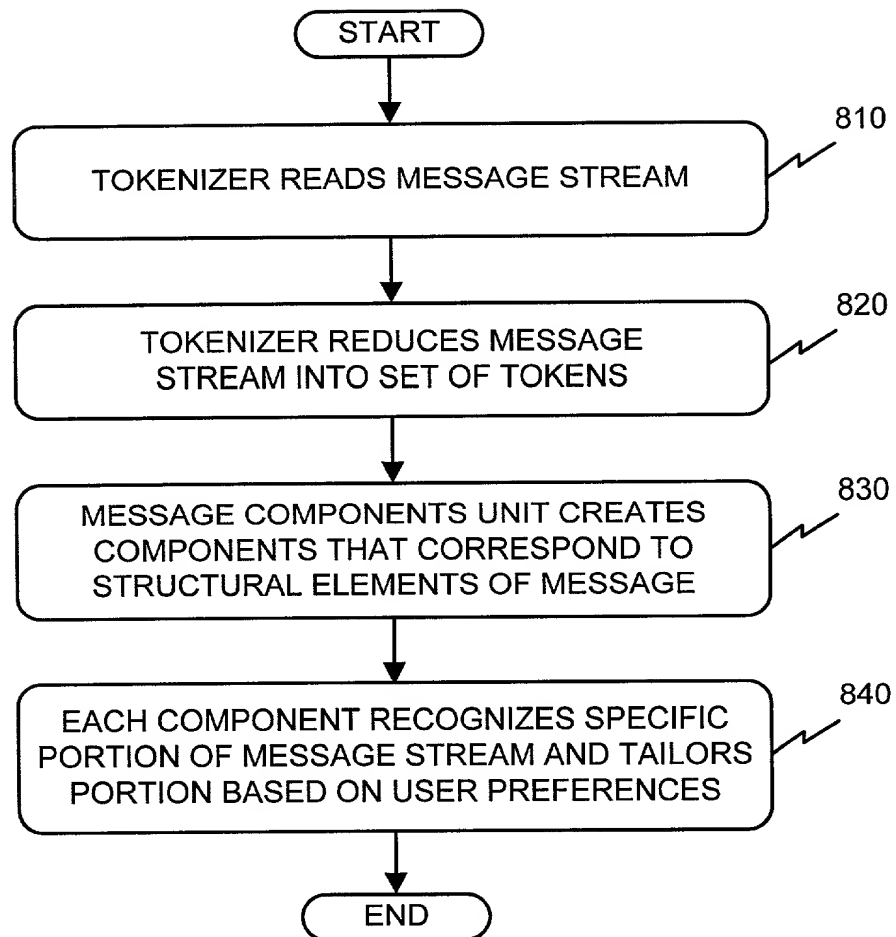 START
810
TOKENIZER READS MESSAGE STREAM
820
TOKENIZER REDUCES MESSAGE
STREAM INTO SET OF TOKENS
830
MESSAGE COMPONENTS UNIT CREATES
COMPONENTS THAT CORRESPOND TO
STRUCTURAL ELEMENTS OF MESSAGE
840
EACH COMPONENT RECOGNIZES SPECIFIC
PORTION OF MESSAGE STREAM AND TAILORS
PORTION BASED ON USER PREFERENCES
END